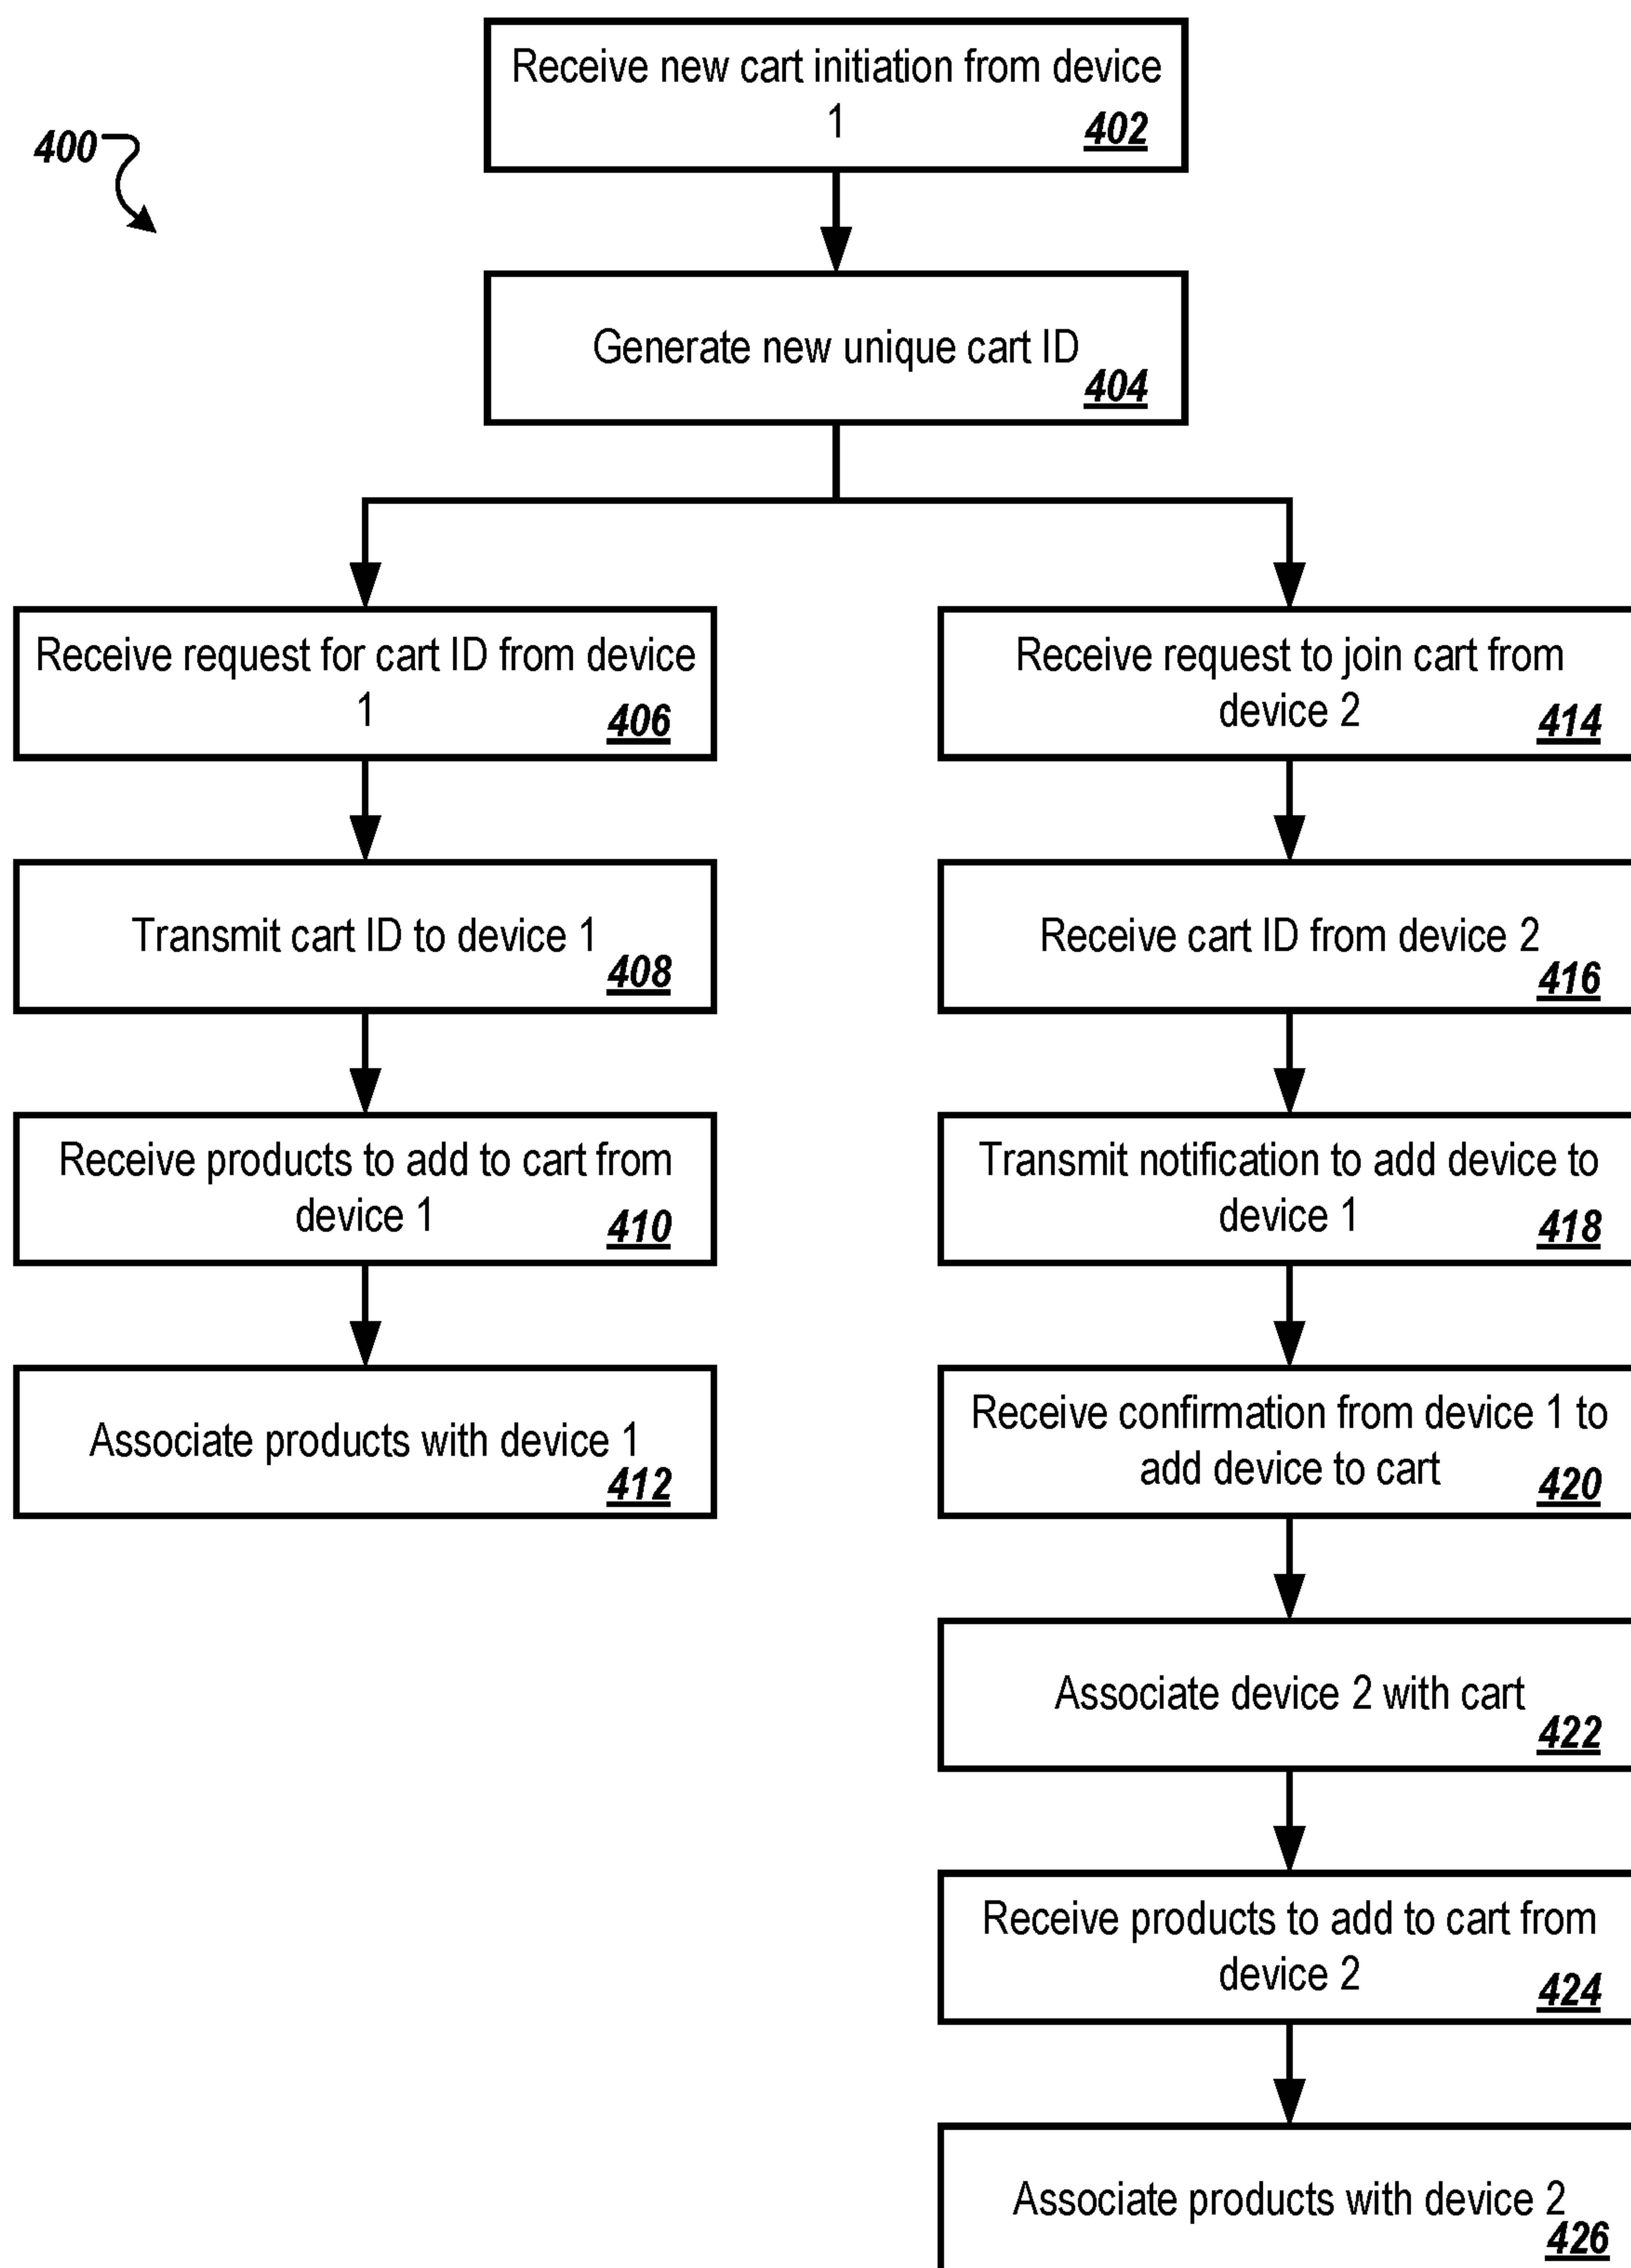 400
Receive new cart initiation from device
1
402
Generate new unique cart ID
404
Receive request for cart ID from device
1
406
Transmit cart ID to device 1
408
Receive products to add to cart from
device 1
410
Associate products with device 1
412
Receive request to join cart from
device 2
414
Receive cart ID from device 2
416
Transmit notification to add device to
device 1
418
Receive confirmation from device 1 to
add device to cart
420
Associate device 2 with cart
422
Receive products to add to cart from
device 2
424
Associate products with device 2
426